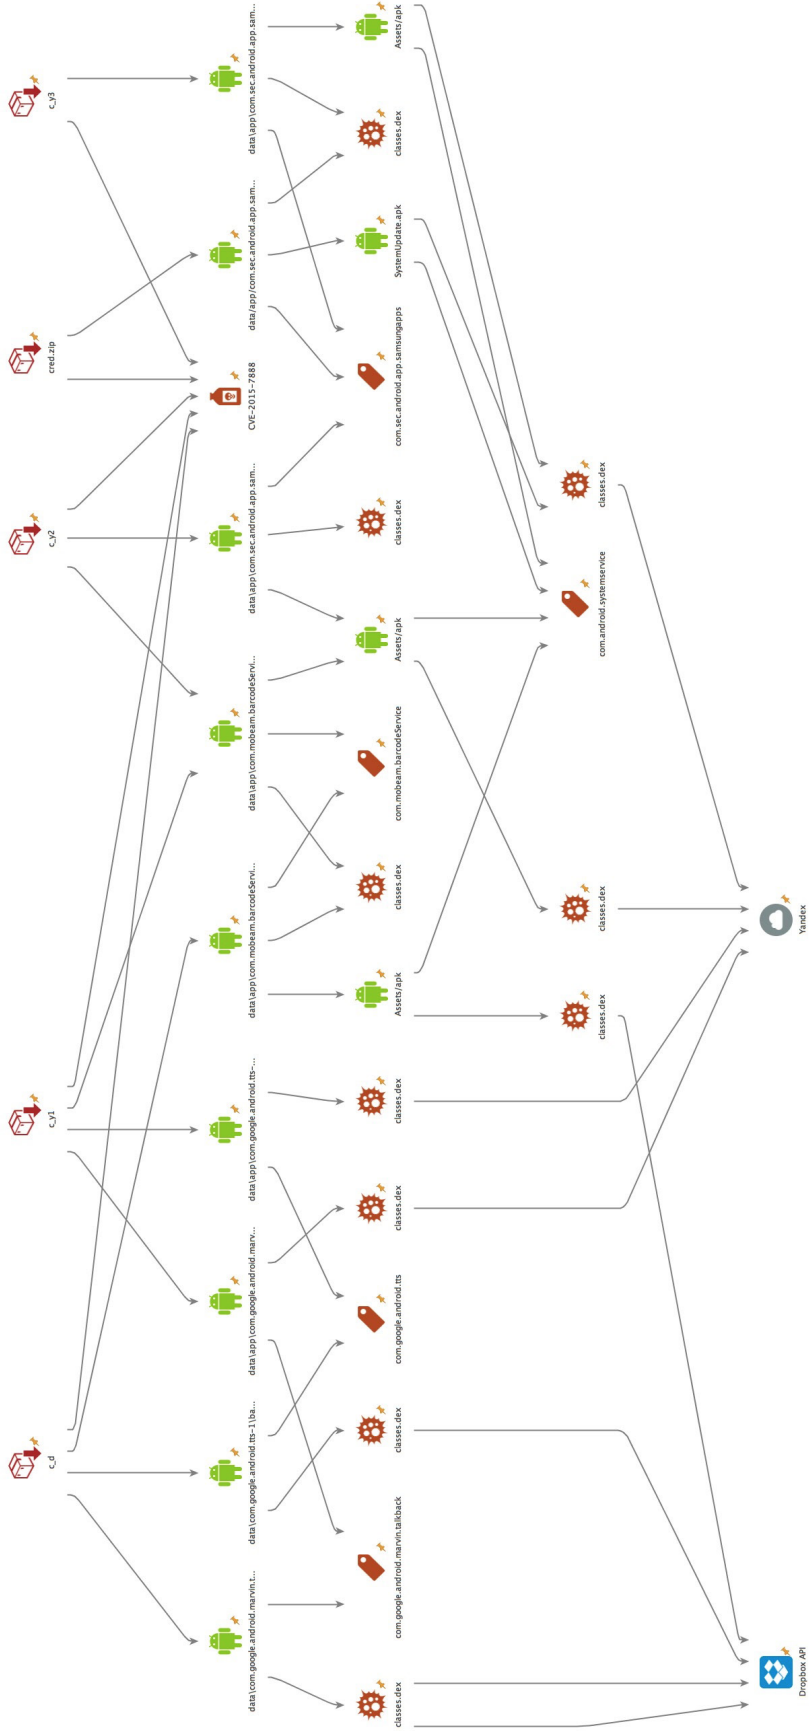 c_y3
cred.zip
c_y2
c_y1
c_d
data\app\com.sec.android.app.sam...
data/app/com.sec.android.app.sam...
CVE-2015-7888
data\app\com.sec.android.app.sam...
data\app\com.mobeam.barcodeServi...
data\app\com.mobeam.barcodeServi...
data\app\com.google.android.tts-...
data\app\com.google.android.marv...
data\com.google.android.tts-1\ba...
data\com.google.android.marvin.t...
Assets/apk
classes.dex
SystemUpdate.apk
com.sec.android.app.samsungapps
classes.dex
Assets/apk
com.mobeam.barcodeService
classes.dex
Assets/apk
classes.dex
classes.dex
com.google.android.tts
classes.dex
com.google.android.marvin.talkback
classes.dex
classes.dex
com.android.systemservice
classes.dex
classes.dex
Yandex
Dropbox API